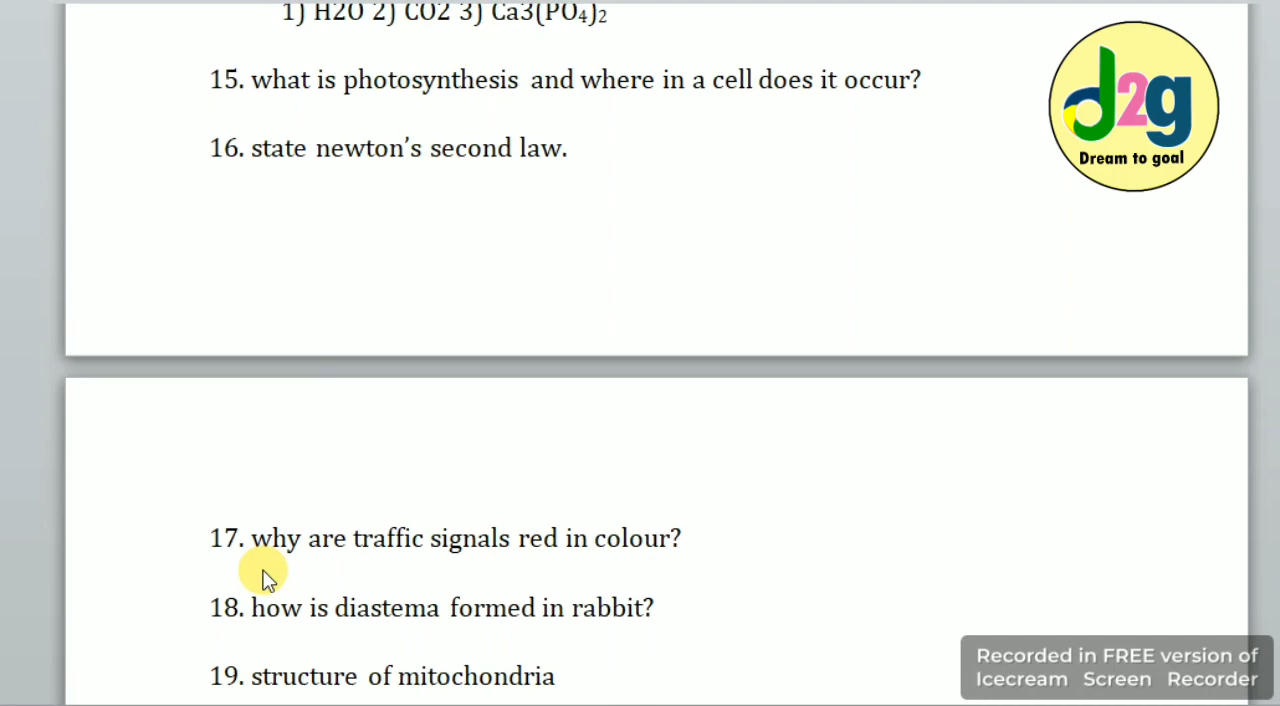 1) H2O 2) CO2 3) Ca3(PO₄)₂
15. what is photosynthesis and where in a cell does it occur?
16. state newton's second law.
d2g
Dream to goal
17. why are traffic signals red in colour?
18. how is diastema formed in rabbit?
19. structure of mitochondria
Recorded in FREE version of
Icecream Screen Recorder